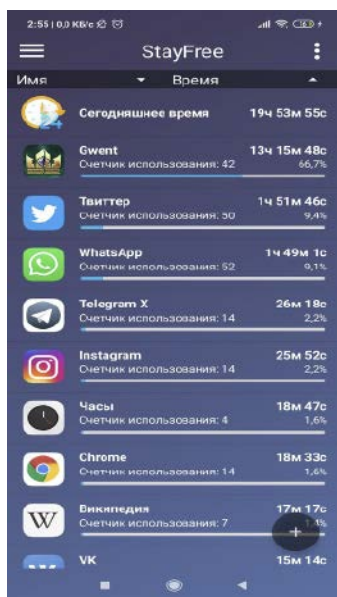 2:55 | 0,0 КБ/с
StayFree
Имя Время
Сегодняшнее время 19ч 53м 55с
Gwent 13ч 15м 48с
Счетчик использования: 42 66,7%
Твиттер 1ч 51м 46с
Счетчик использования: 50 9,4%
WhatsApp 1ч 49м 1с
Счетчик использования: 52 9,1%
Telegram X 26м 18с
Счетчик использования: 14 2,2%
Instagram 25м 52с
Счетчик использования: 14 2,2%
Часы 18м 47с
Счетчик использования: 4 1,6%
Chrome 18м 33с
Счетчик использования: 14 1,6%
W Википедия 17м 17с
Счетчик использования: 7 1,4%
+
VK 15м 14с